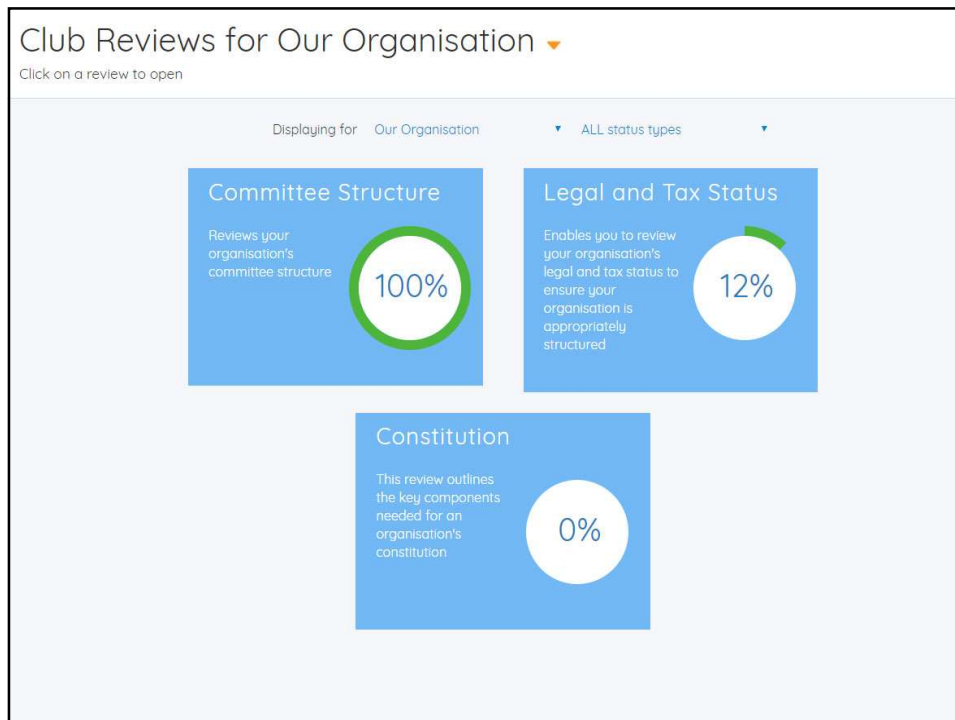 Club Reviews for Our Organisation
Click on a review to open
Displaying for Our Organisation ALL status types
Committee Structure
Reviews your
organisation's
committee structure
100%
Legal and Tax Status
Enables you to review
your organisation's
legal and tax status to
ensure your
organisation is
appropriately
structured
12%
Constitution
This review outlines
the key components
needed for an
organisation's
constitution
0%